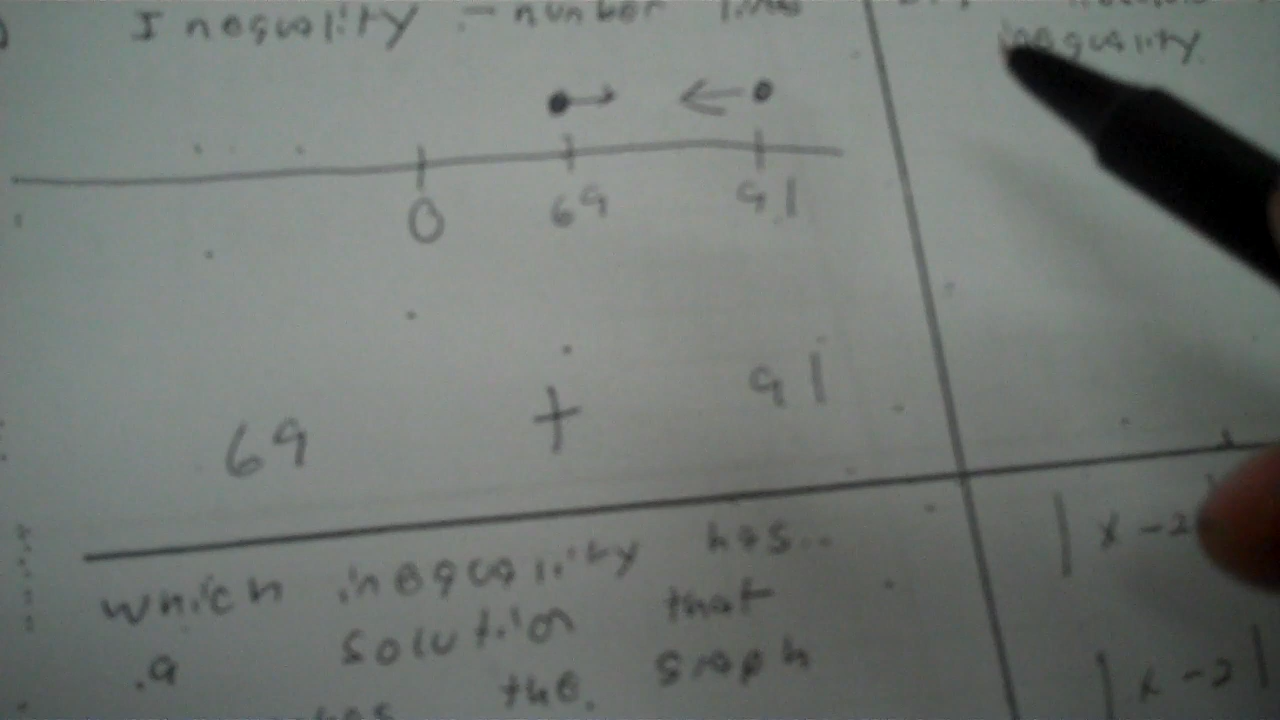 Inequality - number line
inequality
0 69 91
69 + 91
which inequality has..
a solution that
the. graph
| x - 2
| x - 2 |